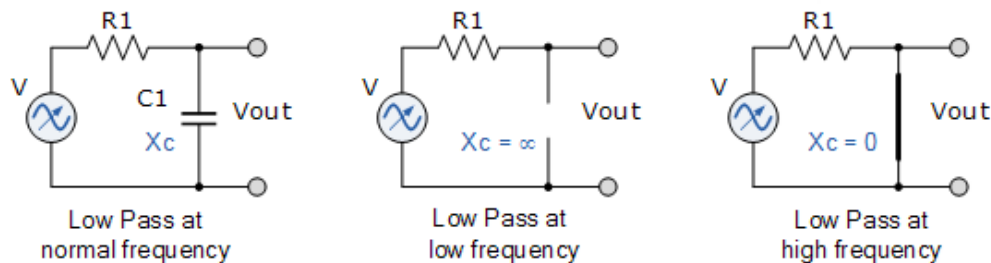 R1
V
C1
Vout
Xc
Low Pass at
normal frequency
R1
V
Vout
Xc = ∞
Low Pass at
low frequency
R1
V
Vout
Xc = 0
Low Pass at
high frequency